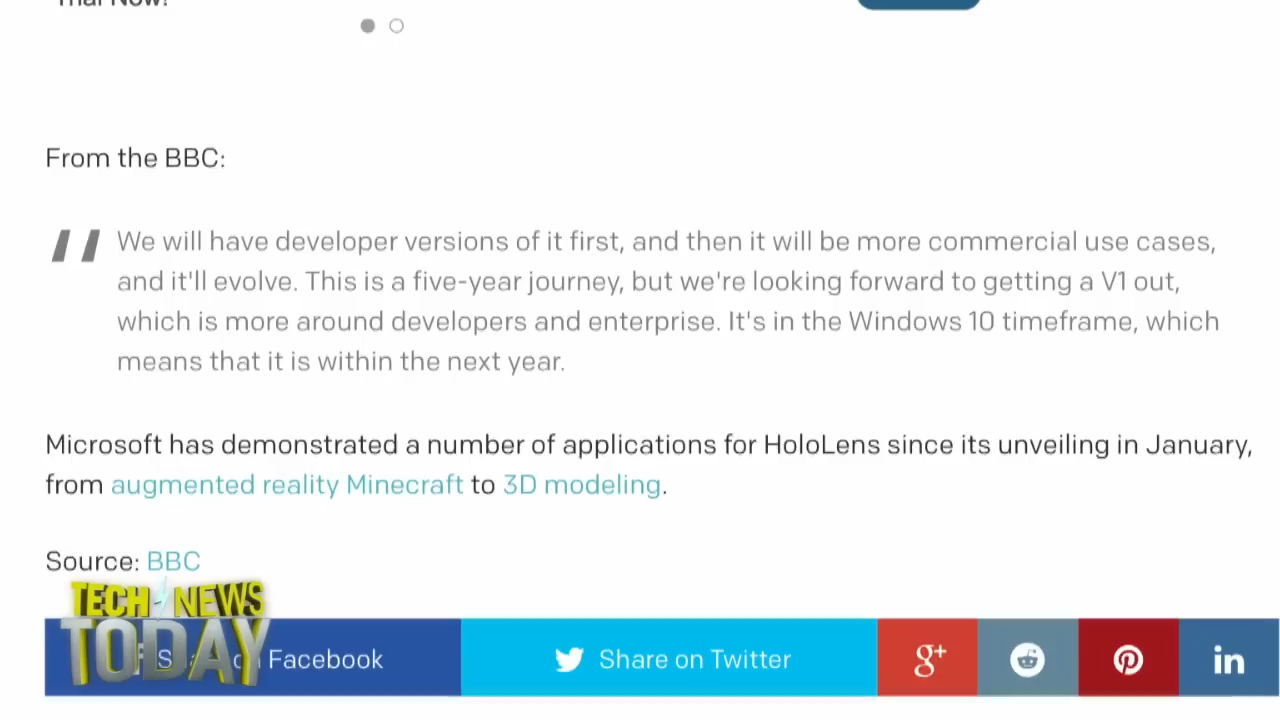 From the BBC:
We will have developer versions of it first, and then it will be more commercial use cases,
and it'll evolve. This is a five-year journey, but we're looking forward to getting a V1 out,
which is more around developers and enterprise. It's in the Windows 10 timeframe, which
means that it is within the next year.
Microsoft has demonstrated a number of applications for HoloLens since its unveiling in January,
from augmented reality Minecraft to 3D modeling.
Source: BBC
TECH NEWS
TODAY
Facebook
Share on Twitter
g+
in